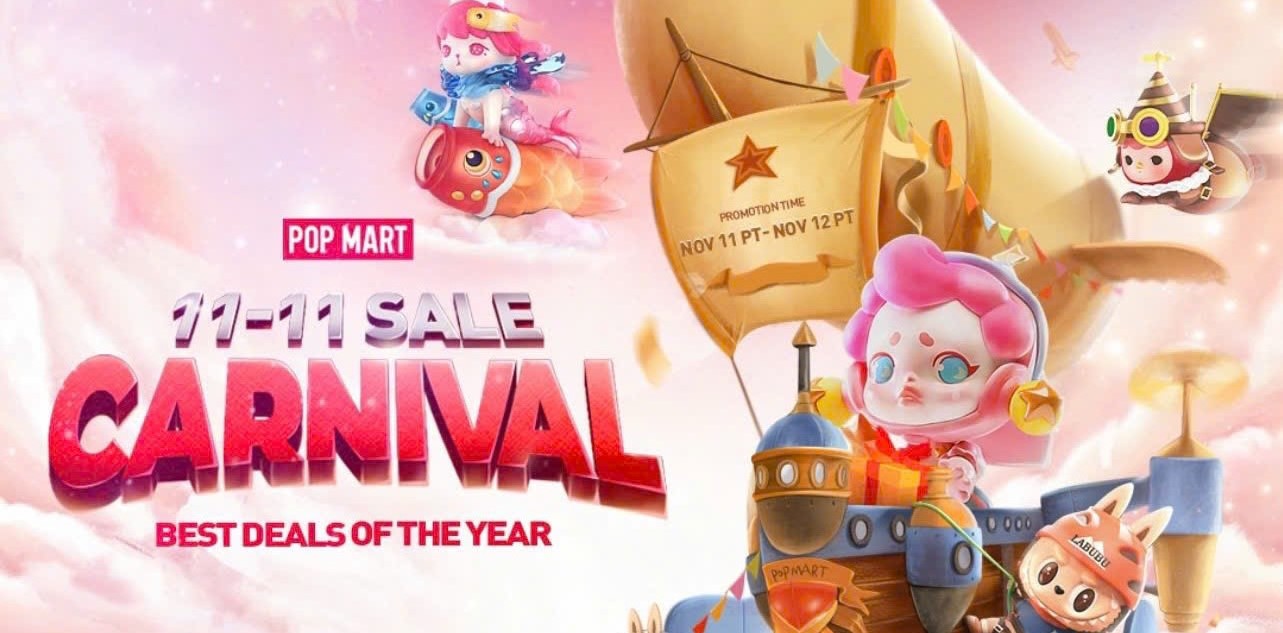 POP MART
11-11 SALE
CARNIVAL
BEST DEALS OF THE YEAR
PROMOTION TIME
NOV 11 PT- NOV 12 PT
POP MART
LABUBU